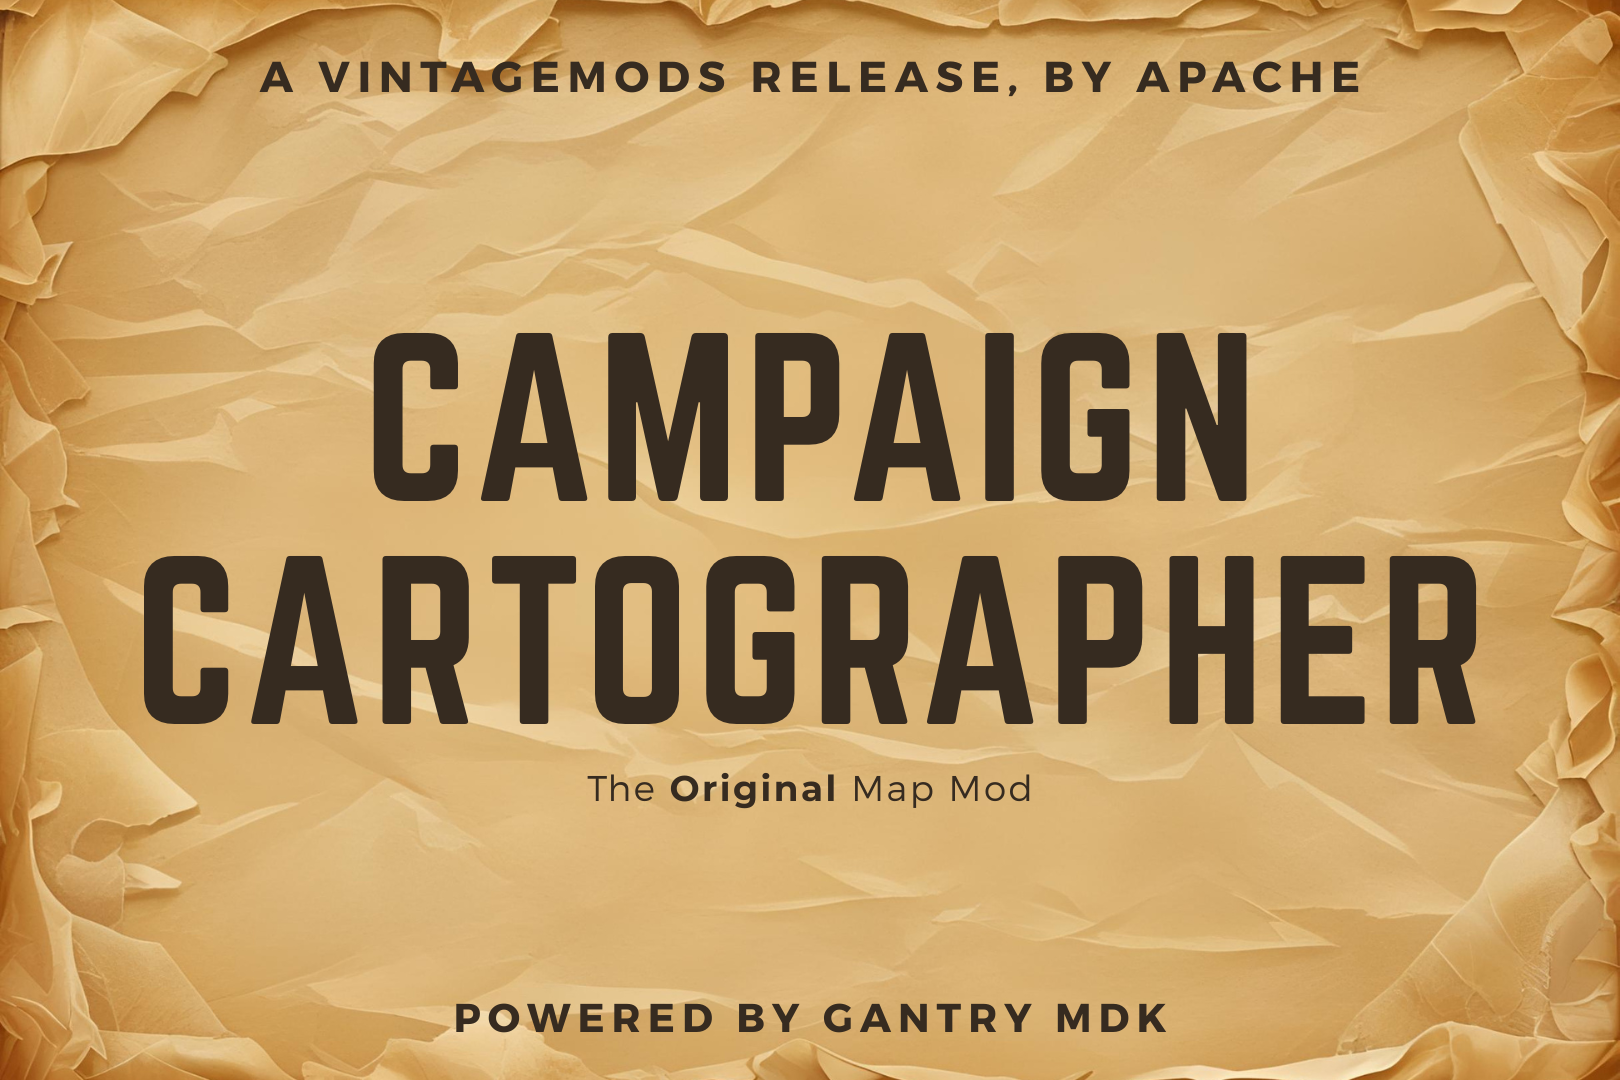 A VINTAGEMODS RELEASE, BY APACHE
CAMPAIGN
CARTOGRAPHER
The Original Map Mod
POWERED BY GANTRY MDK